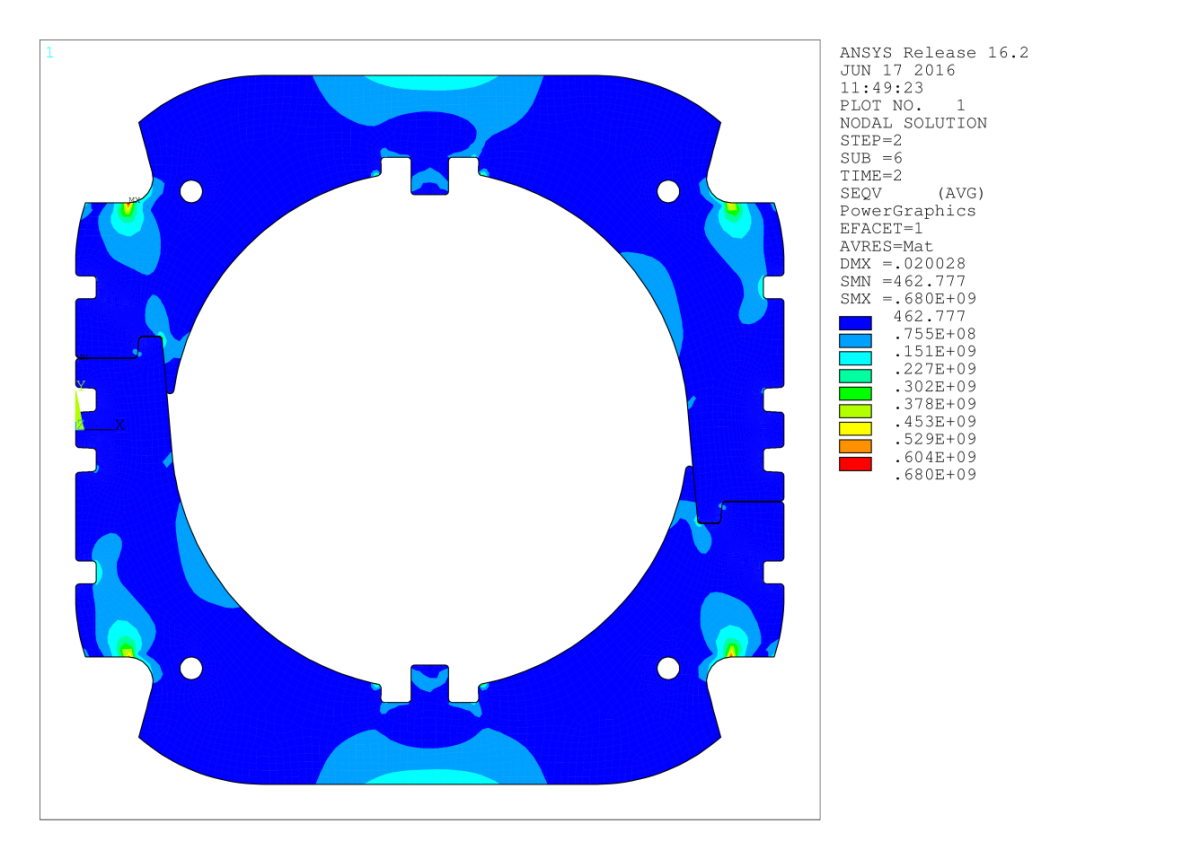 1
ANSYS Release 16.2
JUN 17 2016
11:49:23
PLOT NO.   1
NODAL SOLUTION
STEP=2
SUB =6
TIME=2
SEQV     (AVG)
PowerGraphics
EFACET=1
AVRES=Mat
DMX =.020028
SMN =462.777
SMX =.680E+09
462.777
.755E+08
.151E+09
.227E+09
.302E+09
.378E+09
.453E+09
.529E+09
.604E+09
.680E+09
MX
Y
X